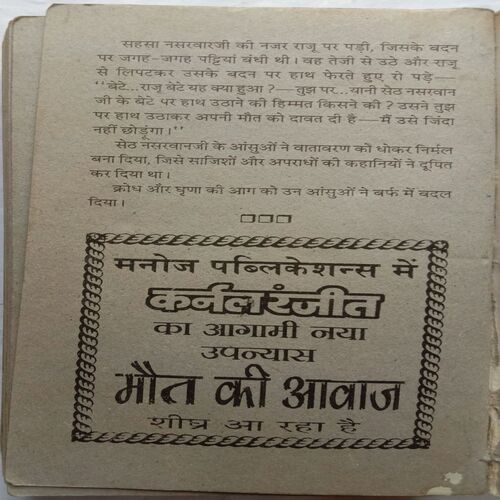 सहसा नसरवारजी की नजर राजू पर पड़ी, जिसके बदन
पर जगह-जगह पट्टियां बंधी थी। वह तेजी से उठे और राजू
से लिपटकर उसके बदन पर हाथ फेरते हुए रो पड़े—
‘‘बेटे...राजू बेटे यह क्या हुआ ?—तुझ पर...यानी सेठ नसरवान
जी के बेटे पर हाथ उठाने की हिम्मत किसने की ? उसने तुझ
पर हाथ उठाकर अपनी मौत को दावत दी है—मैं उसे जिंदा
नहीं छोडूंगा।’’
सेठ नसरवानजी के आंसुओं ने वातावरण को धोकर निर्मल
बना दिया, जिसे साजिशों और अपराधों की कहानियों ने दूषित
कर दिया था।
क्रोध और घृणा की आग को उन आंसुओं ने बर्फ में बदल
दिया।
मनोज पब्लिकेशन्स में
कर्नल रंजीत
का आगामी नया
उपन्यास
मौत की आवाज
शीघ्र आ रहा है